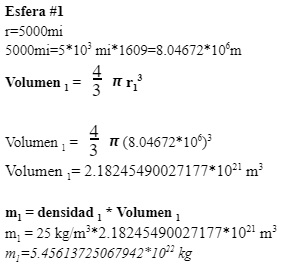 Esfera #1
r=5000mi
5000mi=5*10³ mi*1609=8.04672*10⁶m
Volumen ₁ = 4/3 π r₁³
Volumen ₁ = 4/3 π (8.04672*10⁶)³
Volumen ₁= 2.18245490027177*10²¹ m³
m₁ = densidad ₁ * Volumen ₁
m₁ = 25 kg/m³*2.18245490027177*10²¹ m³
m₁=5.45613725067942*10²² kg